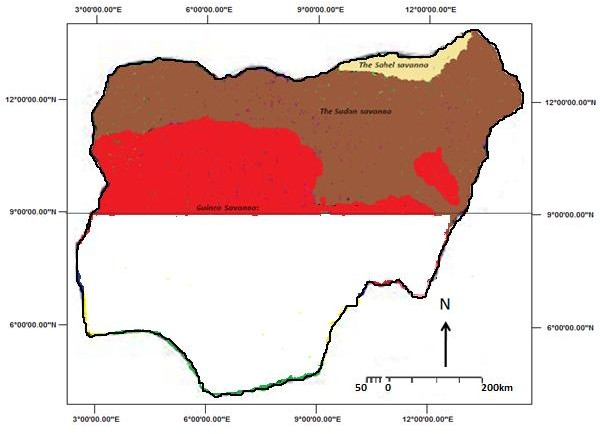 3°00'00.00"E 6°00'00.00"E 9°00'00.00"E 12°00'00.00"E
The Sahel savanna
12°00'00.00"N 12°00'00.00"N
The Sudan savanna
Guinea Savanna:
9°00'00.00"N 9°00'00.00"N
N
6°00'00.00"N 6°00'00.00"N
50 0 200km
3°00'00.00"E 6°00'00.00"E 9°00'00.00"E 12°00'00.00"E